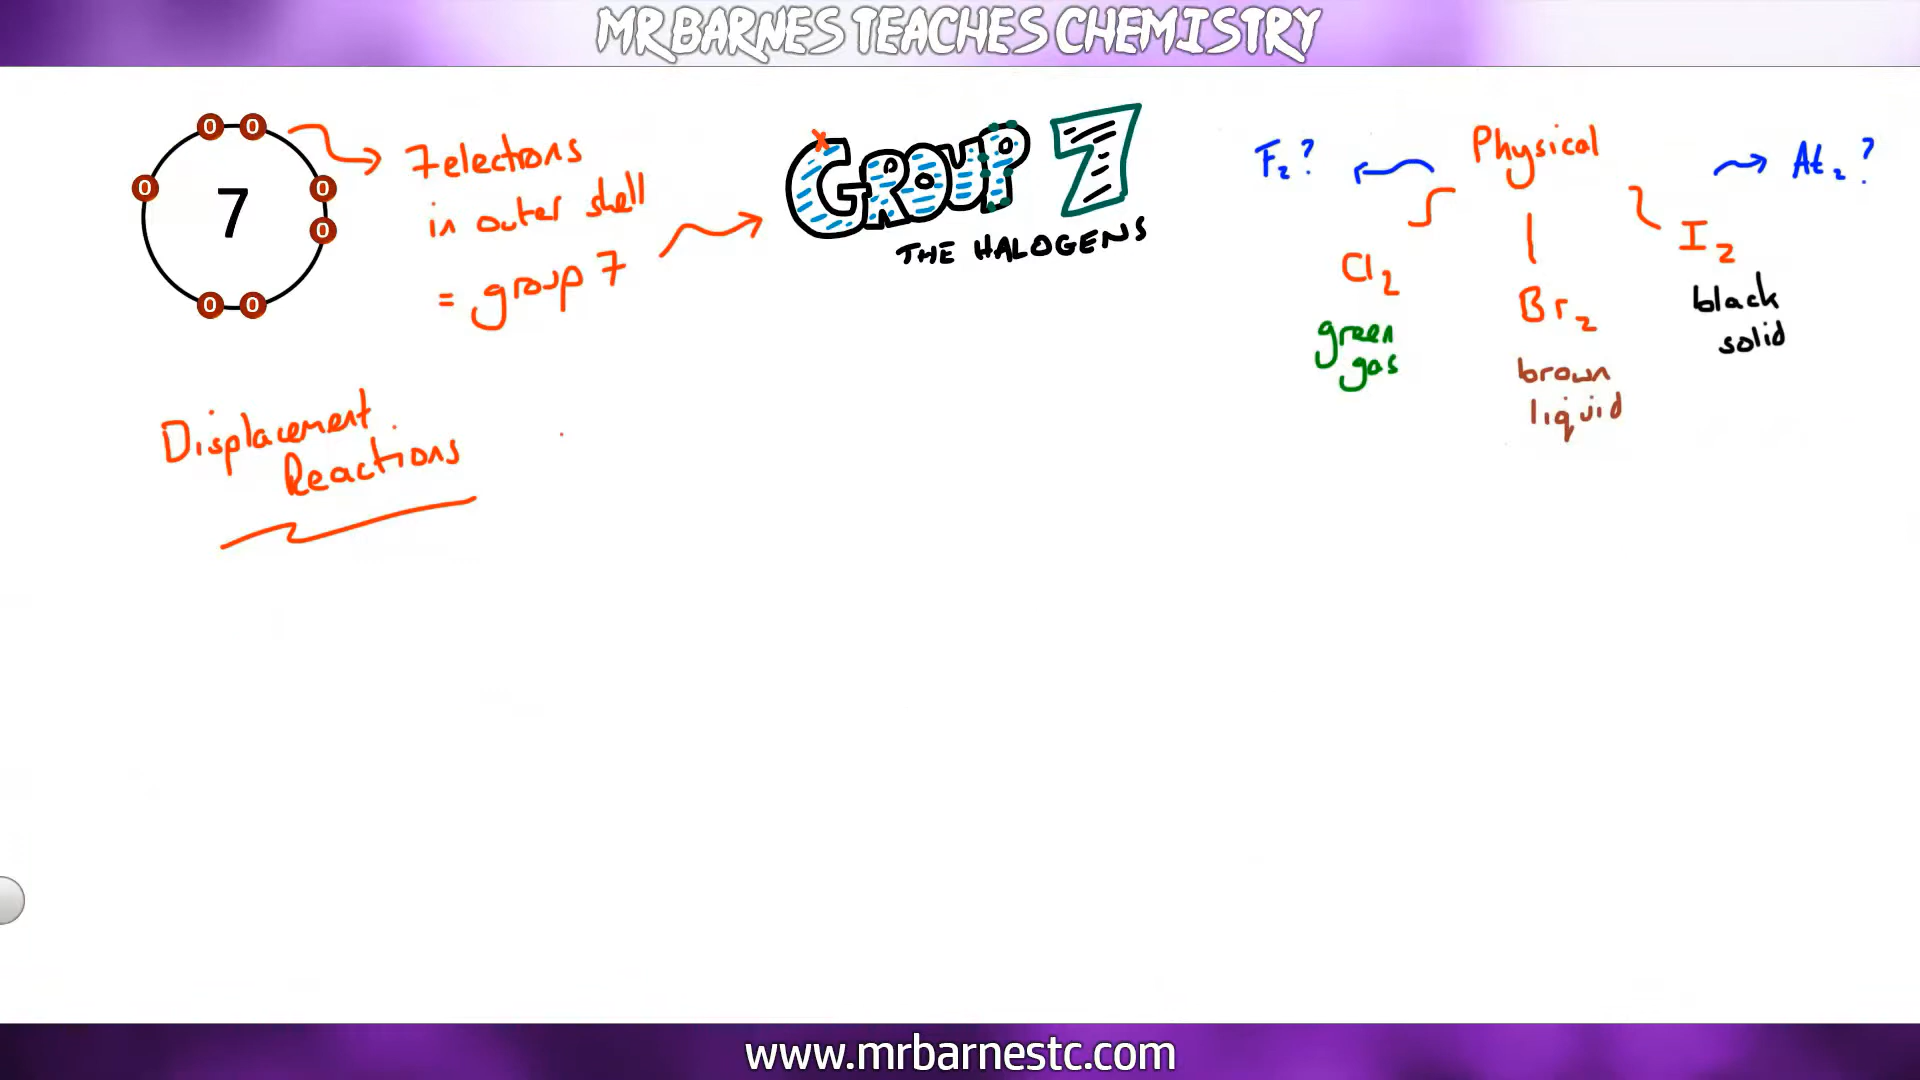 MR BARNES TEACHES CHEMISTRY
7
7 electrons
in outer shell
= group 7
GROUP 7
THE HALOGENS
Physical
F₂?
At₂?
Cl₂
green
gas
Br₂
brown
liquid
I₂
black
solid
Displacement
Reactions
www.mrbarnestc.com